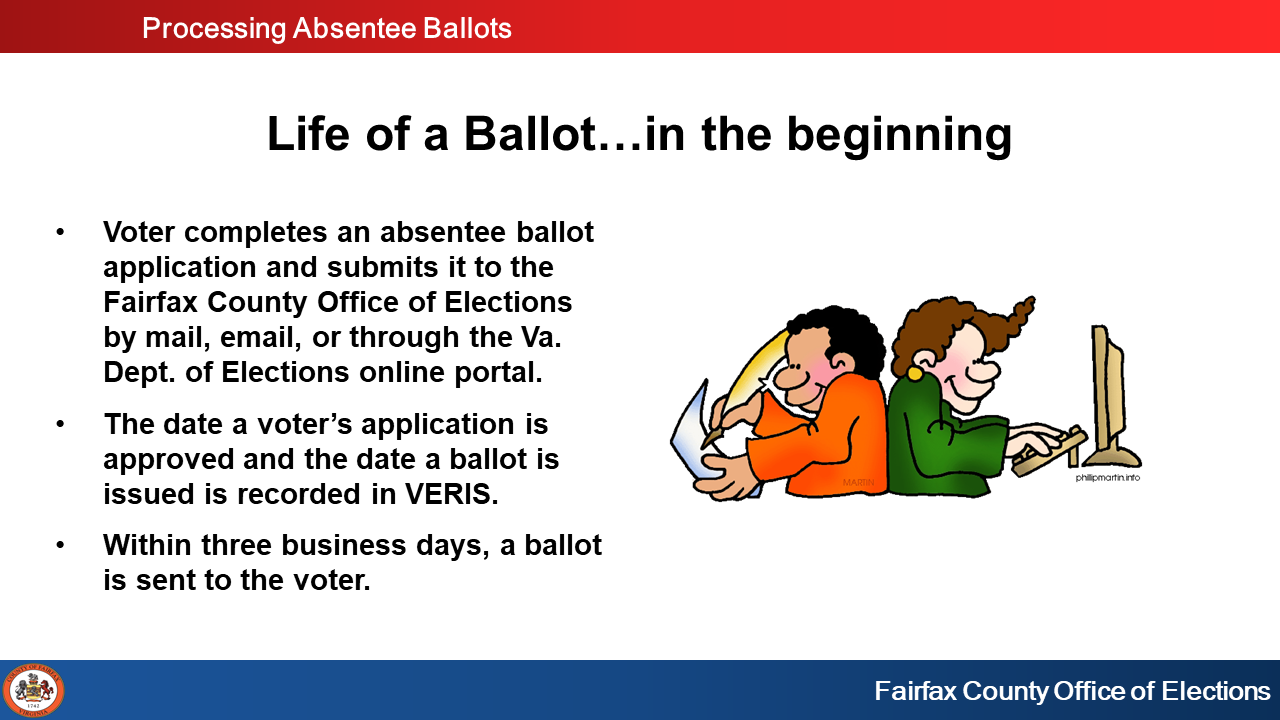 Processing Absentee Ballots
Life of a Ballot…in the beginning
• Voter completes an absentee ballot
application and submits it to the
Fairfax County Office of Elections
by mail, email, or through the Va.
Dept. of Elections online portal.
• The date a voter’s application is
approved and the date a ballot is
issued is recorded in VERIS.
• Within three business days, a ballot
is sent to the voter.
MARTIN
phillipmartin.info
COUNTY OF FAIRFAX
1742
VIRGINIA
Fairfax County Office of Elections